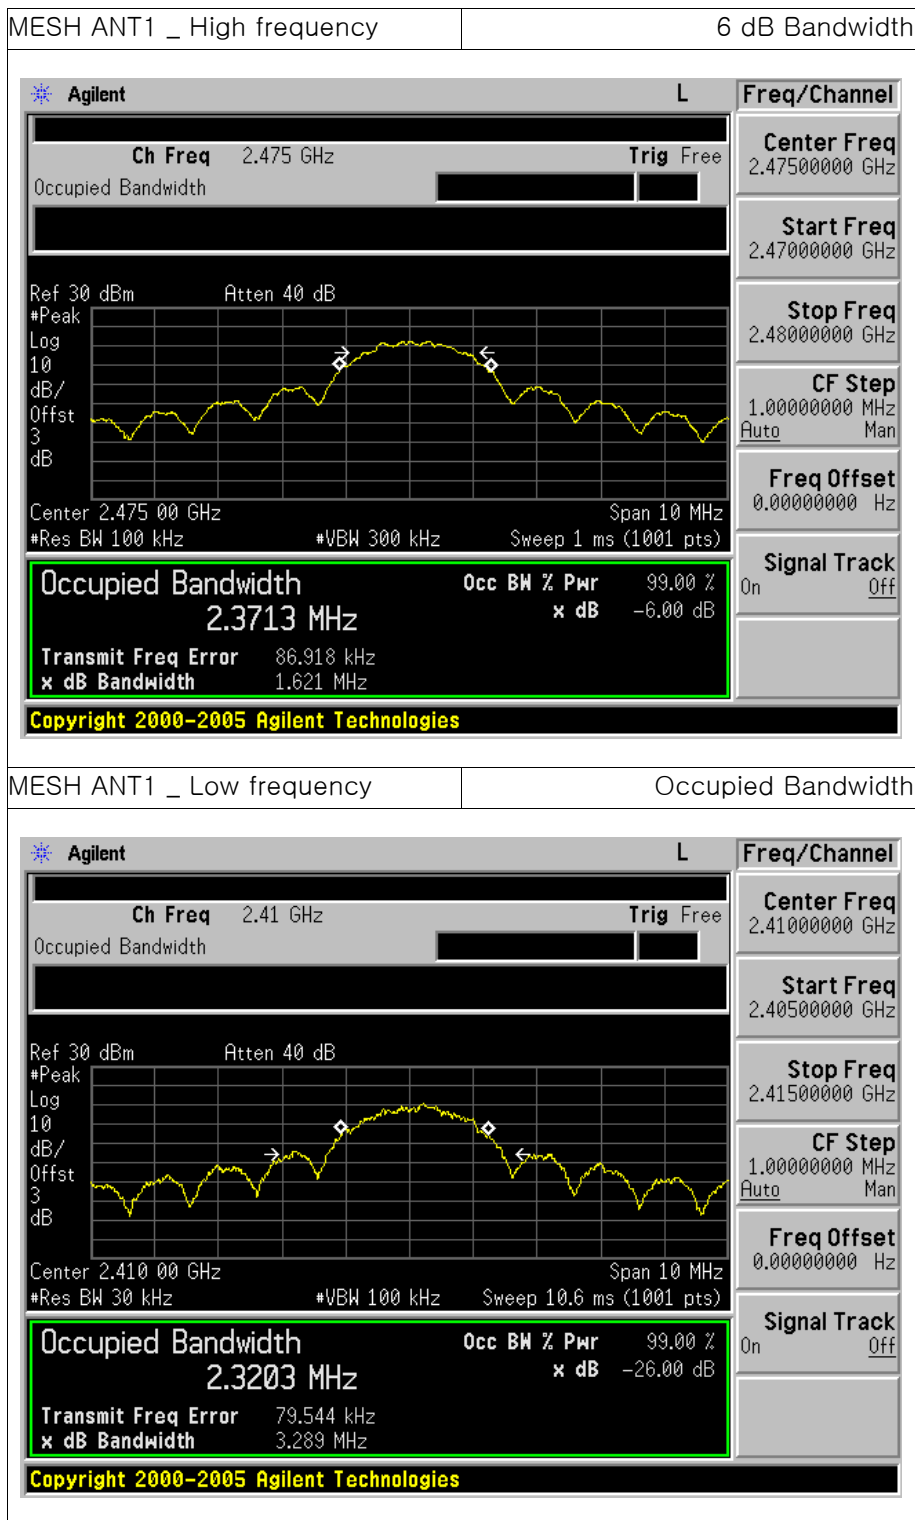 MESH ANT1 _ High frequency 6 dB Bandwidth
Agilent L Freq/Channel
Ch Freq 2.475 GHz Trig Free
Occupied Bandwidth
Center Freq
2.47500000 GHz
Start Freq
2.47000000 GHz
Stop Freq
2.48000000 GHz
CF Step
1.00000000 MHz
Auto Man
Freq Offset
0.00000000 Hz
Signal Track
On Off
Ref 30 dBm Atten 40 dB
#Peak
Log
10
dB/
Offst
3
dB
Center 2.475 00 GHz Span 10 MHz
#Res BW 100 kHz #VBW 300 kHz Sweep 1 ms (1001 pts)
Occupied Bandwidth Occ BW % Pwr 99.00 %
2.3713 MHz x dB -6.00 dB
Transmit Freq Error 86.918 kHz
x dB Bandwidth 1.621 MHz
Copyright 2000-2005 Agilent Technologies
MESH ANT1 _ Low frequency Occupied Bandwidth
Agilent L Freq/Channel
Ch Freq 2.41 GHz Trig Free
Occupied Bandwidth
Center Freq
2.41000000 GHz
Start Freq
2.40500000 GHz
Stop Freq
2.41500000 GHz
CF Step
1.00000000 MHz
Auto Man
Freq Offset
0.00000000 Hz
Signal Track
On Off
Ref 30 dBm Atten 40 dB
#Peak
Log
10
dB/
Offst
3
dB
Center 2.410 00 GHz Span 10 MHz
#Res BW 30 kHz #VBW 100 kHz Sweep 10.6 ms (1001 pts)
Occupied Bandwidth Occ BW % Pwr 99.00 %
2.3203 MHz x dB -26.00 dB
Transmit Freq Error 79.544 kHz
x dB Bandwidth 3.289 MHz
Copyright 2000-2005 Agilent Technologies